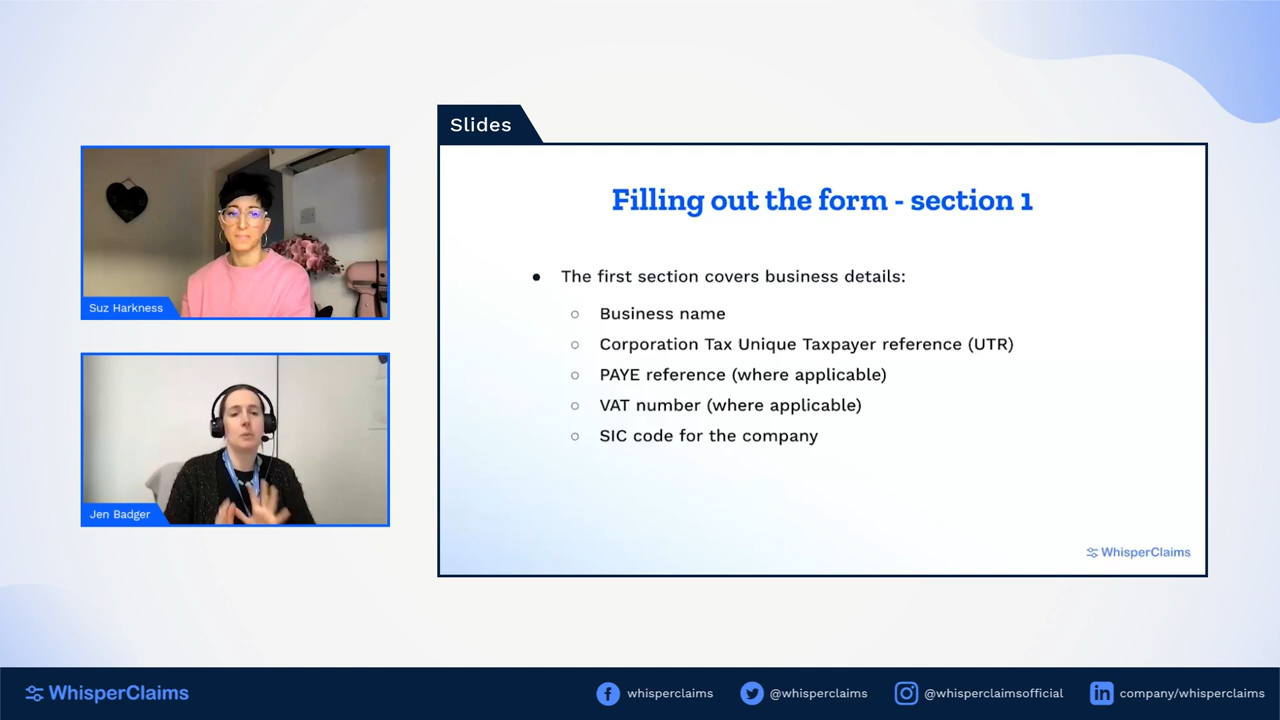 Slides
Filling out the form - section 1
● The first section covers business details:
○ Business name
○ Corporation Tax Unique Taxpayer reference (UTR)
○ PAYE reference (where applicable)
○ VAT number (where applicable)
○ SIC code for the company
WhisperClaims
Suz Harkness
Jen Badger
WhisperClaims
whisperclaims
@whisperclaims
@whisperclaimsofficial
company/whisperclaims